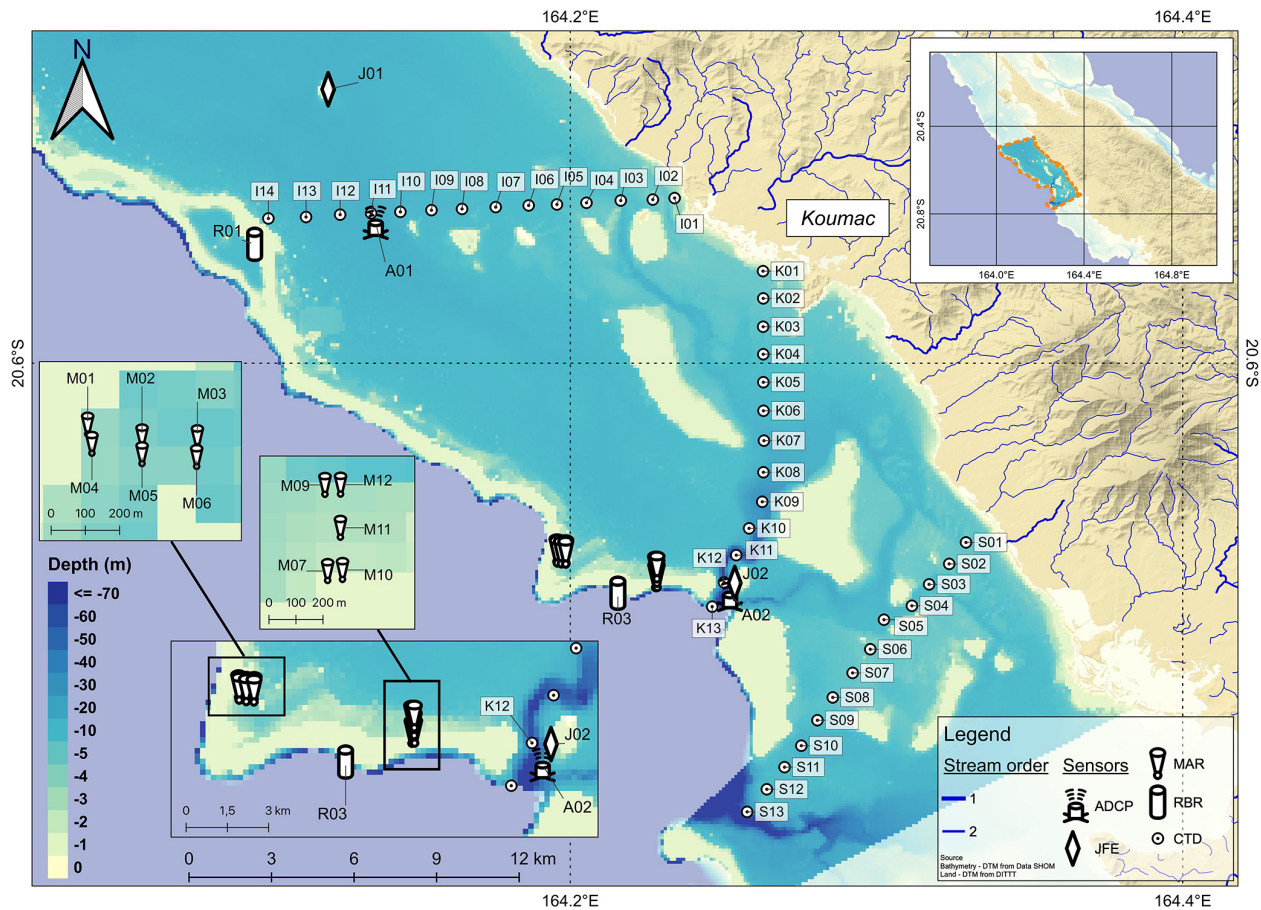 164.2°E
164.4°E
N
J01
20.4°S
20.8°S
164.0°E
164.4°E
164.8°E
I14
I13
I12
I11
I10
I09
I08
I07
I06
I05
I04
I03
I02
I01
R01
A01
Koumac
K01
K02
K03
K04
K05
K06
K07
K08
K09
K10
K11
K12
K13
20.6°S
20.6°S
M01
M02
M03
M04
M05
M06
0
100
200 m
M09
M12
M11
M07
M10
0
100
200 m
J02
A02
R03
S01
S02
S03
S04
S05
S06
S07
S08
S09
S10
S11
S12
S13
Depth (m)
<= -70
-60
-50
-40
-30
-20
-10
-5
-4
-3
-2
-1
0
K12
J02
A02
R03
0
1,5
3 km
0
3
6
9
12 km
Legend
Stream order
1
2
Sensors
ADCP
JFE
MAR
RBR
CTD
Source
Bathymetry - DTM from Data SHOM
Land - DTM from DITTT
164.2°E
164.4°E